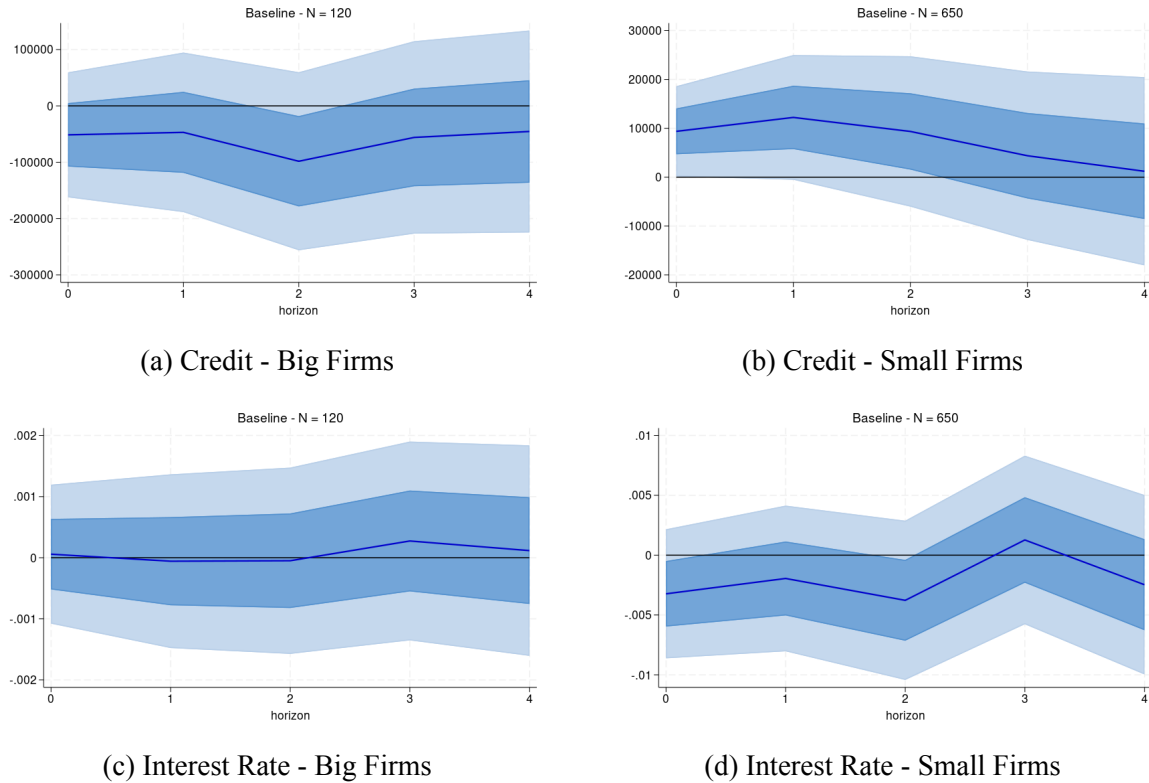 Baseline - N = 120
100000
0
-100000
-200000
-300000
0 1 2 3 4
horizon
(a) Credit - Big Firms
Baseline - N = 650
30000
20000
10000
0
-10000
-20000
0 1 2 3 4
horizon
(b) Credit - Small Firms
Baseline - N = 120
.002
.001
0
-.001
-.002
0 1 2 3 4
horizon
(c) Interest Rate - Big Firms
Baseline - N = 650
.01
.005
0
-.005
-.01
0 1 2 3 4
horizon
(d) Interest Rate - Small Firms